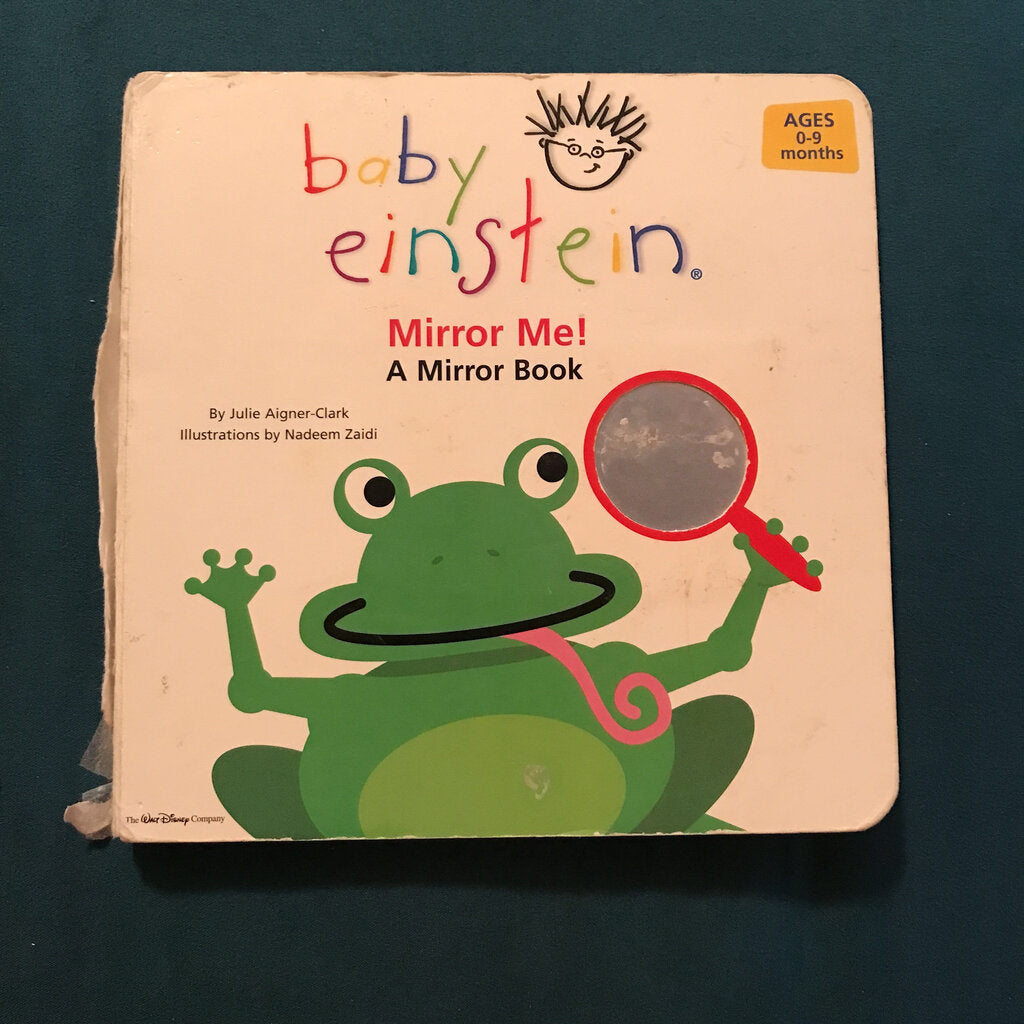 baby
einstein®
AGES
0-9
months
Mirror Me!
A Mirror Book
By Julie Aigner-Clark
Illustrations by Nadeem Zaidi
The Walt Disney Company